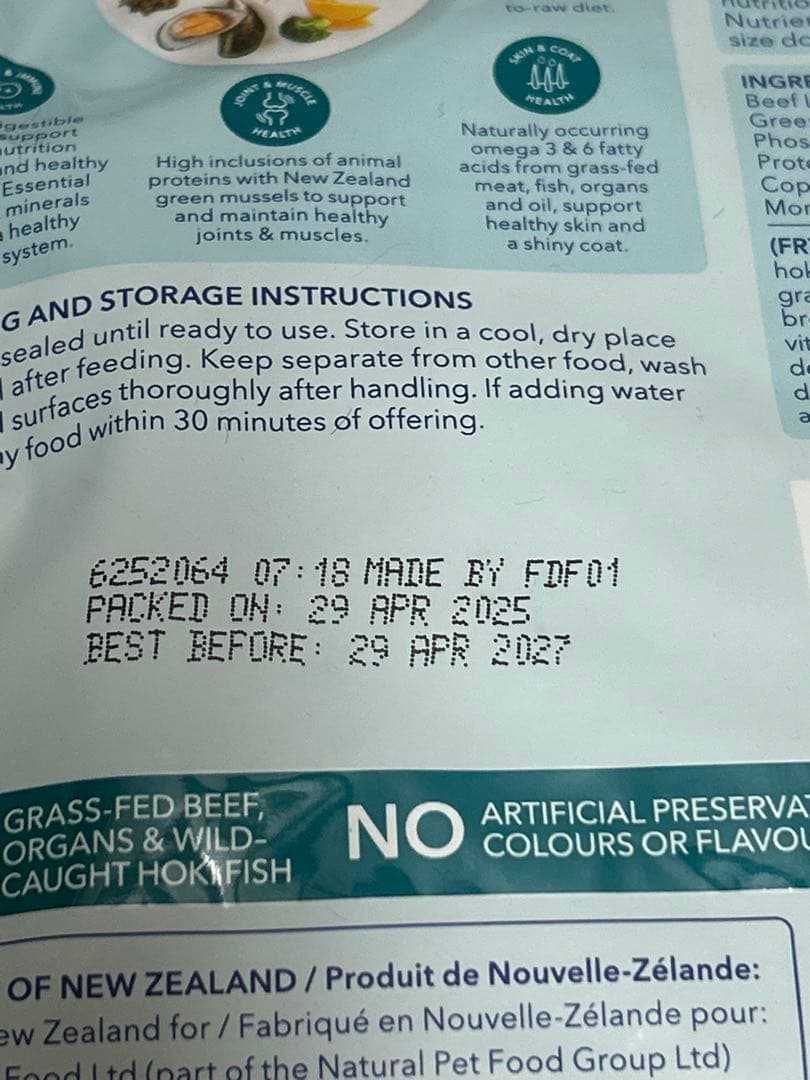 to-raw diet.
Nutrie
size do
SKIN & COAT
HEALTH
JOINT & MUSCLE
HEALTH
igestible
support
utrition
nd healthy
Essential
minerals
healthy
system.
High inclusions of animal
proteins with New Zealand
green mussels to support
and maintain healthy
joints & muscles.
Naturally occurring
omega 3 & 6 fatty
acids from grass-fed
meat, fish, organs
and oil, support
healthy skin and
a shiny coat.
INGRE
Beef
Gree
Phos
Prote
Cop
Mor
(FR
hok
gra
br
vit
d
d
a
G AND STORAGE INSTRUCTIONS
sealed until ready to use. Store in a cool, dry place
after feeding. Keep separate from other food, wash
surfaces thoroughly after handling. If adding water
y food within 30 minutes of offering.
6252064 07:18 MADE BY FDF01
PACKED ON: 29 APR 2025
BEST BEFORE: 29 APR 2027
GRASS-FED BEEF,
ORGANS & WILD-
CAUGHT HOKI FISH
NO ARTIFICIAL PRESERVA
COLOURS OR FLAVOU
OF NEW ZEALAND / Produit de Nouvelle-Zélande:
ew Zealand for / Fabriqué en Nouvelle-Zélande pour:
Food Ltd (part of the Natural Pet Food Group Ltd)